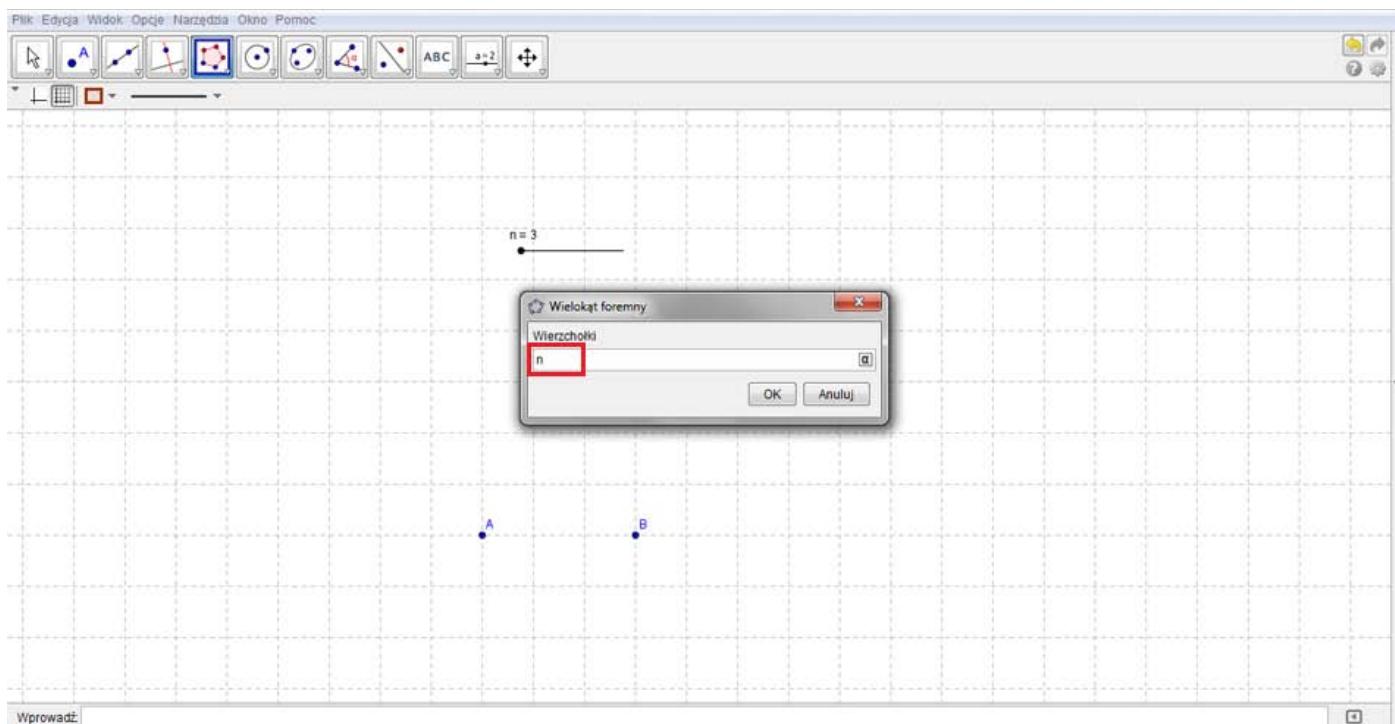 Plik Edycja Widok Opcje Narzędzia Okno Pomoc
A
α
ABC
a=2
n = 3
Wielokąt foremny
Wierzchołki
n
α
OK Anuluj
A
B
Wprowadź: